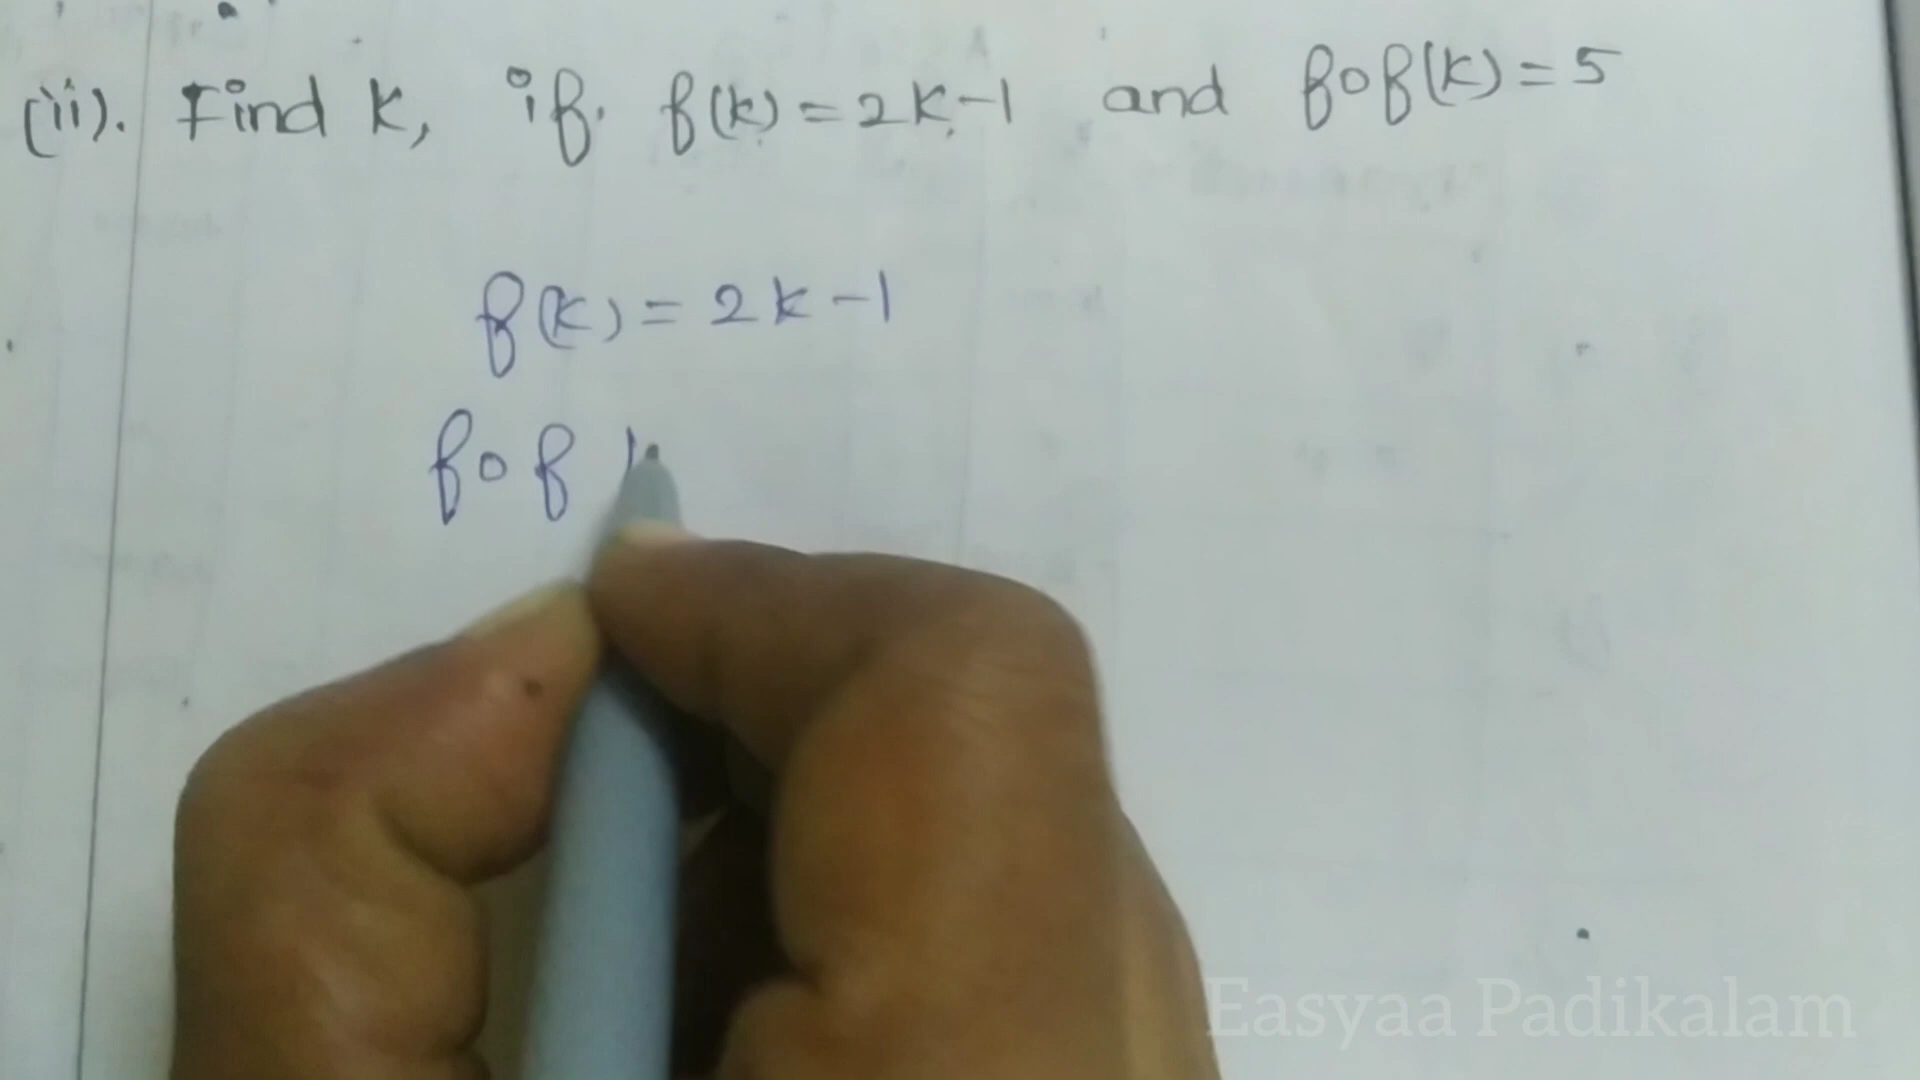 (ii). Find k, if f(k) = 2k-1 and fof(k) = 5
f(k) = 2k-1
fof
Easyaa Padikalam